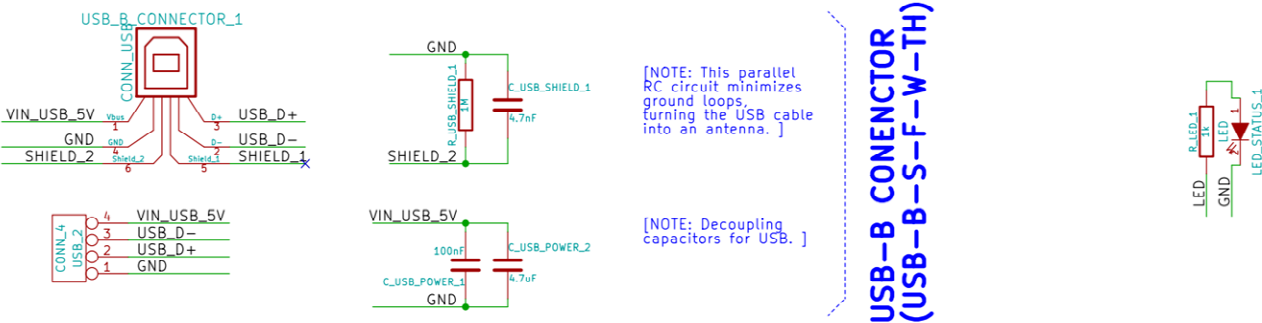 USB_B_CONNECTOR_1
CONN_USB
VIN_USB_5V
Vbus
1
D+
3
USB_D+
GND
GND
4
D-
2
USB_D-
SHIELD_2
Shield_2
6
Shield_1
5
SHIELD_1
CONN_4
USB_2
4
VIN_USB_5V
3
USB_D-
2
USB_D+
1
GND
GND
R_USB_SHIELD_1
1M
C_USB_SHIELD_1
4.7nF
SHIELD_2
VIN_USB_5V
100nF
C_USB_POWER_1
C_USB_POWER_2
4.7uF
GND
[NOTE: This parallel
RC circuit minimizes
ground loops,
turning the USB cable
into an antenna. ]
[NOTE: Decoupling
capacitors for USB. ]
USB-B CONENCTOR
(USB-B-S-F-W-TH)
R_LED_1
1k
LED
1
2
LED_STATUS_1
LED
GND